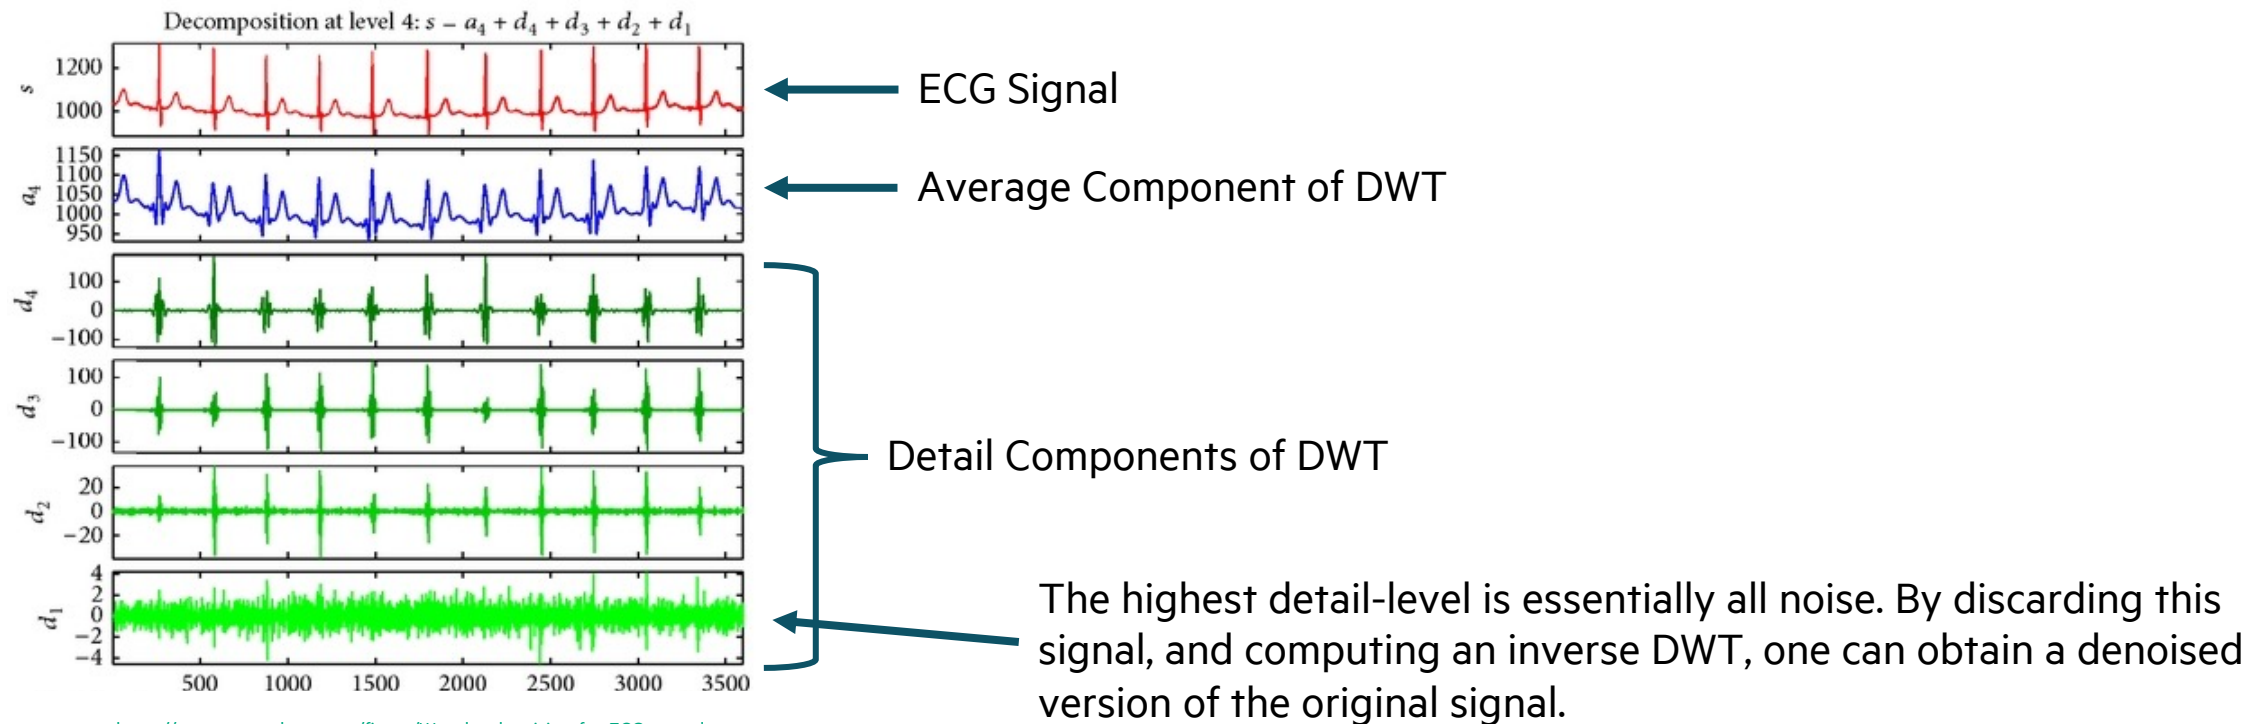 Decomposition at level 4: s – a4 + d4 + d3 + d2 + d1
1200
1000
s
ECG Signal
1150
1100
1050
1000
950
a4
Average Component of DWT
100
0
−100
d4
100
0
−100
d3
Detail Components of DWT
20
0
−20
d2
4
2
0
−2
−4
d1
500 1000 1500 2000 2500 3000 3500
The highest detail-level is essentially all noise. By discarding this
signal, and computing an inverse DWT, one can obtain a denoised
version of the original signal.